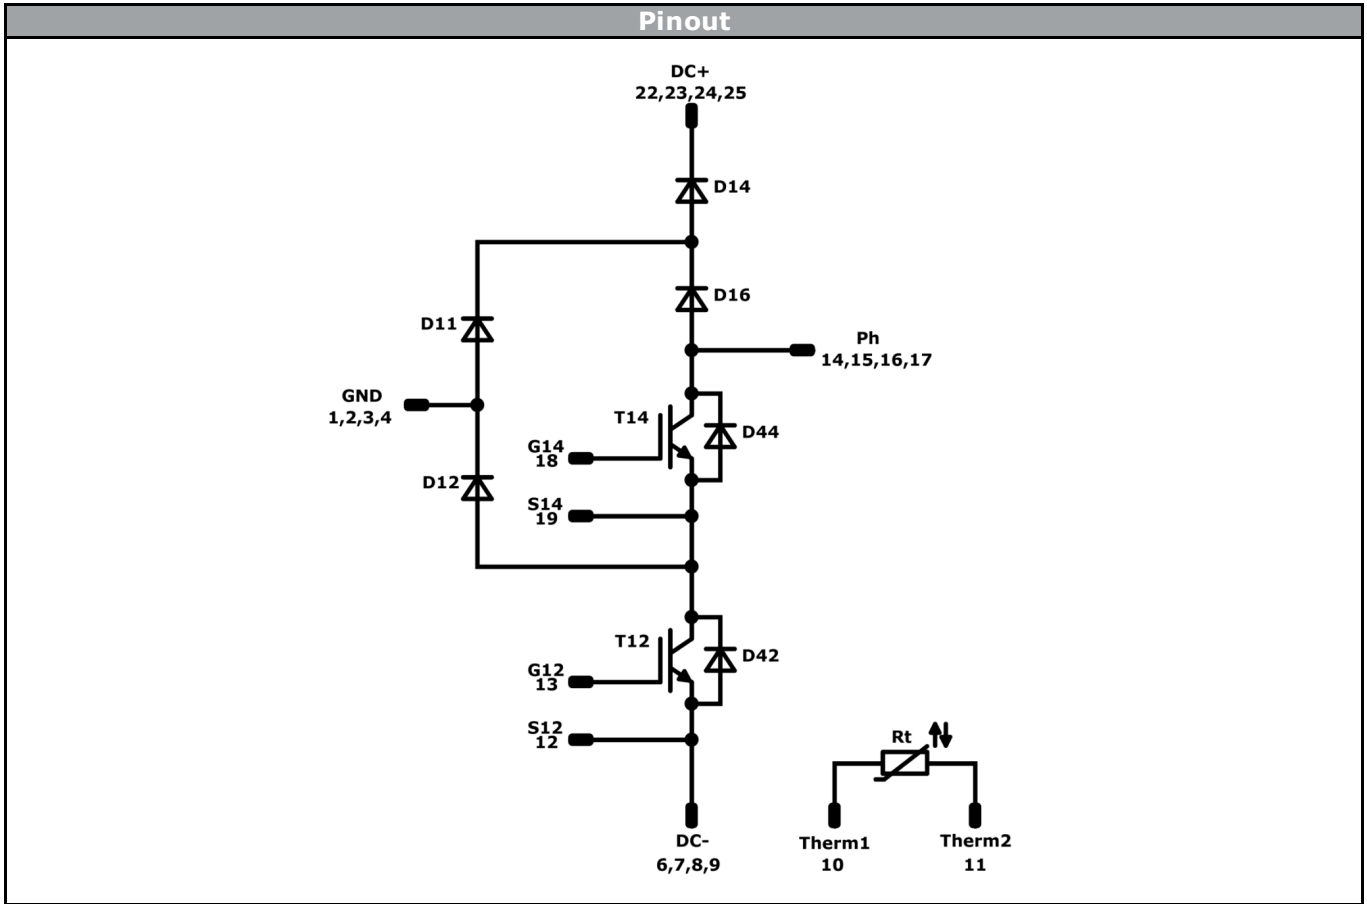 Pinout
DC+
22,23,24,25
D14
D16
D11
Ph
14,15,16,17
GND
1,2,3,4
T14
D44
G14
18
D12
S14
19
T12
D42
G12
13
S12
12
Rt
DC-
6,7,8,9
Therm1
10
Therm2
11